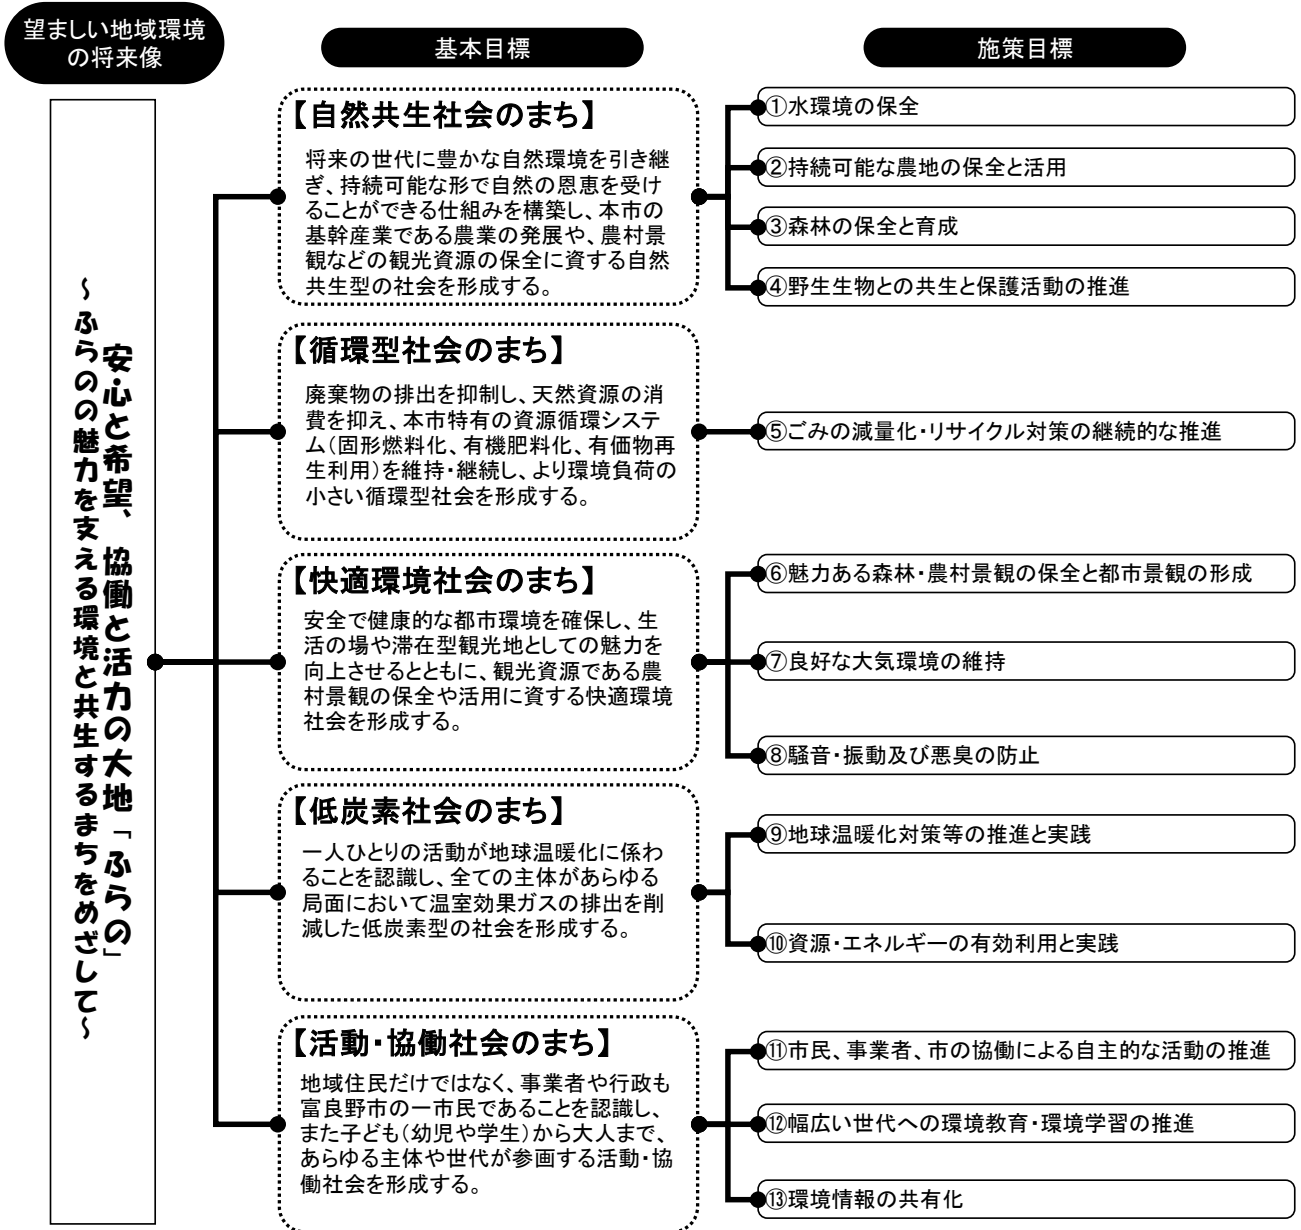 望ましい地域環境
の将来像
基本目標
施策目標
安心と希望、協働と活力の大地「ふらの」
～ふらのの魅力を支える環境と共生するまちをめざして～
【自然共生社会のまち】
将来の世代に豊かな自然環境を引き継
ぎ、持続可能な形で自然の恩恵を受け
ることができる仕組みを構築し、本市の
基幹産業である農業の発展や、農村景
観などの観光資源の保全に資する自然
共生型の社会を形成する。
①水環境の保全
②持続可能な農地の保全と活用
③森林の保全と育成
④野生生物との共生と保護活動の推進
【循環型社会のまち】
廃棄物の排出を抑制し、天然資源の消
費を抑え、本市特有の資源循環システ
ム（固形燃料化、有機肥料化、有価物再
生利用）を維持・継続し、より環境負荷の
小さい循環型社会を形成する。
⑤ごみの減量化・リサイクル対策の継続的な推進
【快適環境社会のまち】
安全で健康的な都市環境を確保し、生
活の場や滞在型観光地としての魅力を
向上させるとともに、観光資源である農
村景観の保全や活用に資する快適環境
社会を形成する。
⑥魅力ある森林・農村景観の保全と都市景観の形成
⑦良好な大気環境の維持
⑧騒音・振動及び悪臭の防止
【低炭素社会のまち】
一人ひとりの活動が地球温暖化に係わ
ることを認識し、全ての主体があらゆる
局面において温室効果ガスの排出を削
減した低炭素型の社会を形成する。
⑨地球温暖化対策等の推進と実践
⑩資源・エネルギーの有効利用と実践
【活動・協働社会のまち】
地域住民だけではなく、事業者や行政も
富良野市の一市民であることを認識し、
また子ども（幼児や学生）から大人まで、
あらゆる主体や世代が参画する活動・協
働社会を形成する。
⑪市民、事業者、市の協働による自主的な活動の推進
⑫幅広い世代への環境教育・環境学習の推進
⑬環境情報の共有化